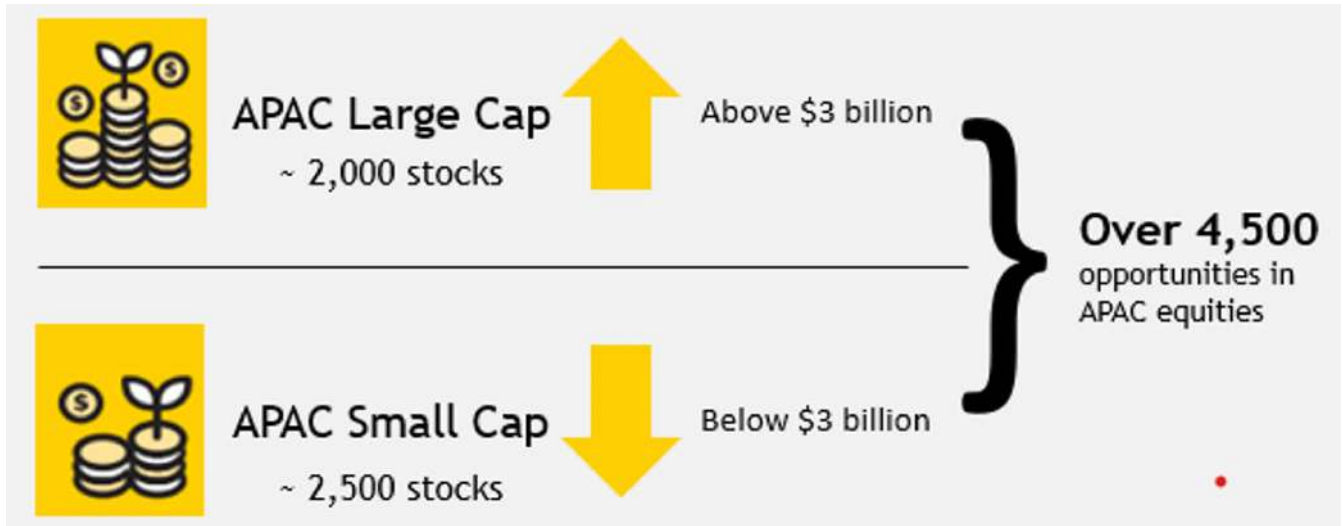 APAC Large Cap
~ 2,000 stocks
Above $3 billion
Over 4,500
opportunities in
APAC equities
APAC Small Cap
~ 2,500 stocks
Below $3 billion
$
$
$